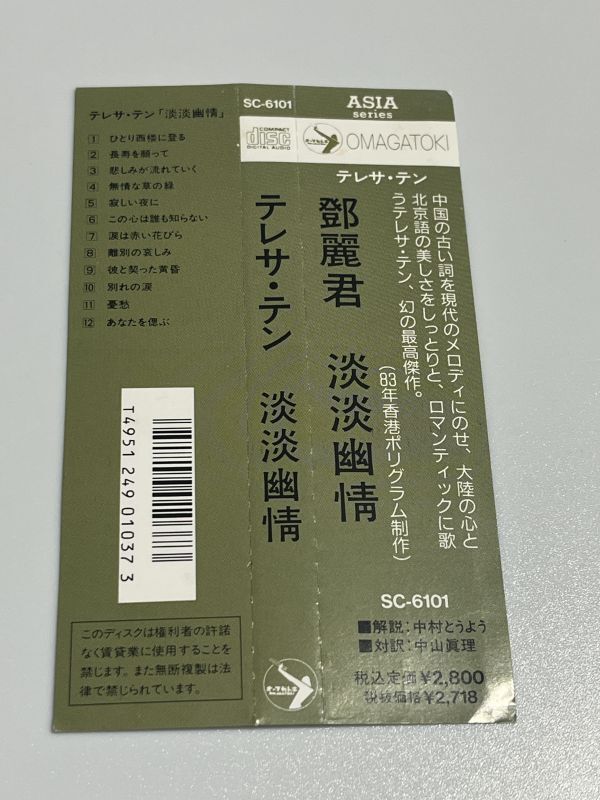 テレサ・テン「淡淡幽情」
1 ひとり西楼に登る
2 長寿を願って
3 悲しみが流れていく
4 無情な草の緑
5 寂しい夜に
6 この心は誰も知らない
7 涙は赤い花びら
8 離別の哀しみ
9 彼と契った黄昏
10 別れの涙
11 憂愁
12 あなたを偲ぶ
T4951 249 01037 3
このディスクは権利者の許諾
なく賃貸業に使用することを
禁じます。また無断複製は法
律で禁じられています。
SC-6101
COMPACT
disc
DIGITAL AUDIO
テレサ・テン 淡淡幽情
ASIA
series
OMAGATOKI
テレサ・テン
鄧麗君 淡淡幽情
中国の古い詞を現代のメロディにのせ、大陸の心と
北京語の美しさをしっとりと、ロマンティックに歌
うテレサ・テン、幻の最高傑作。
(83年香港ポリグラム制作)
SC-6101
■解説:中村とうよう
■対訳:中山眞理
税込定価¥2,800
税抜価格¥2,718